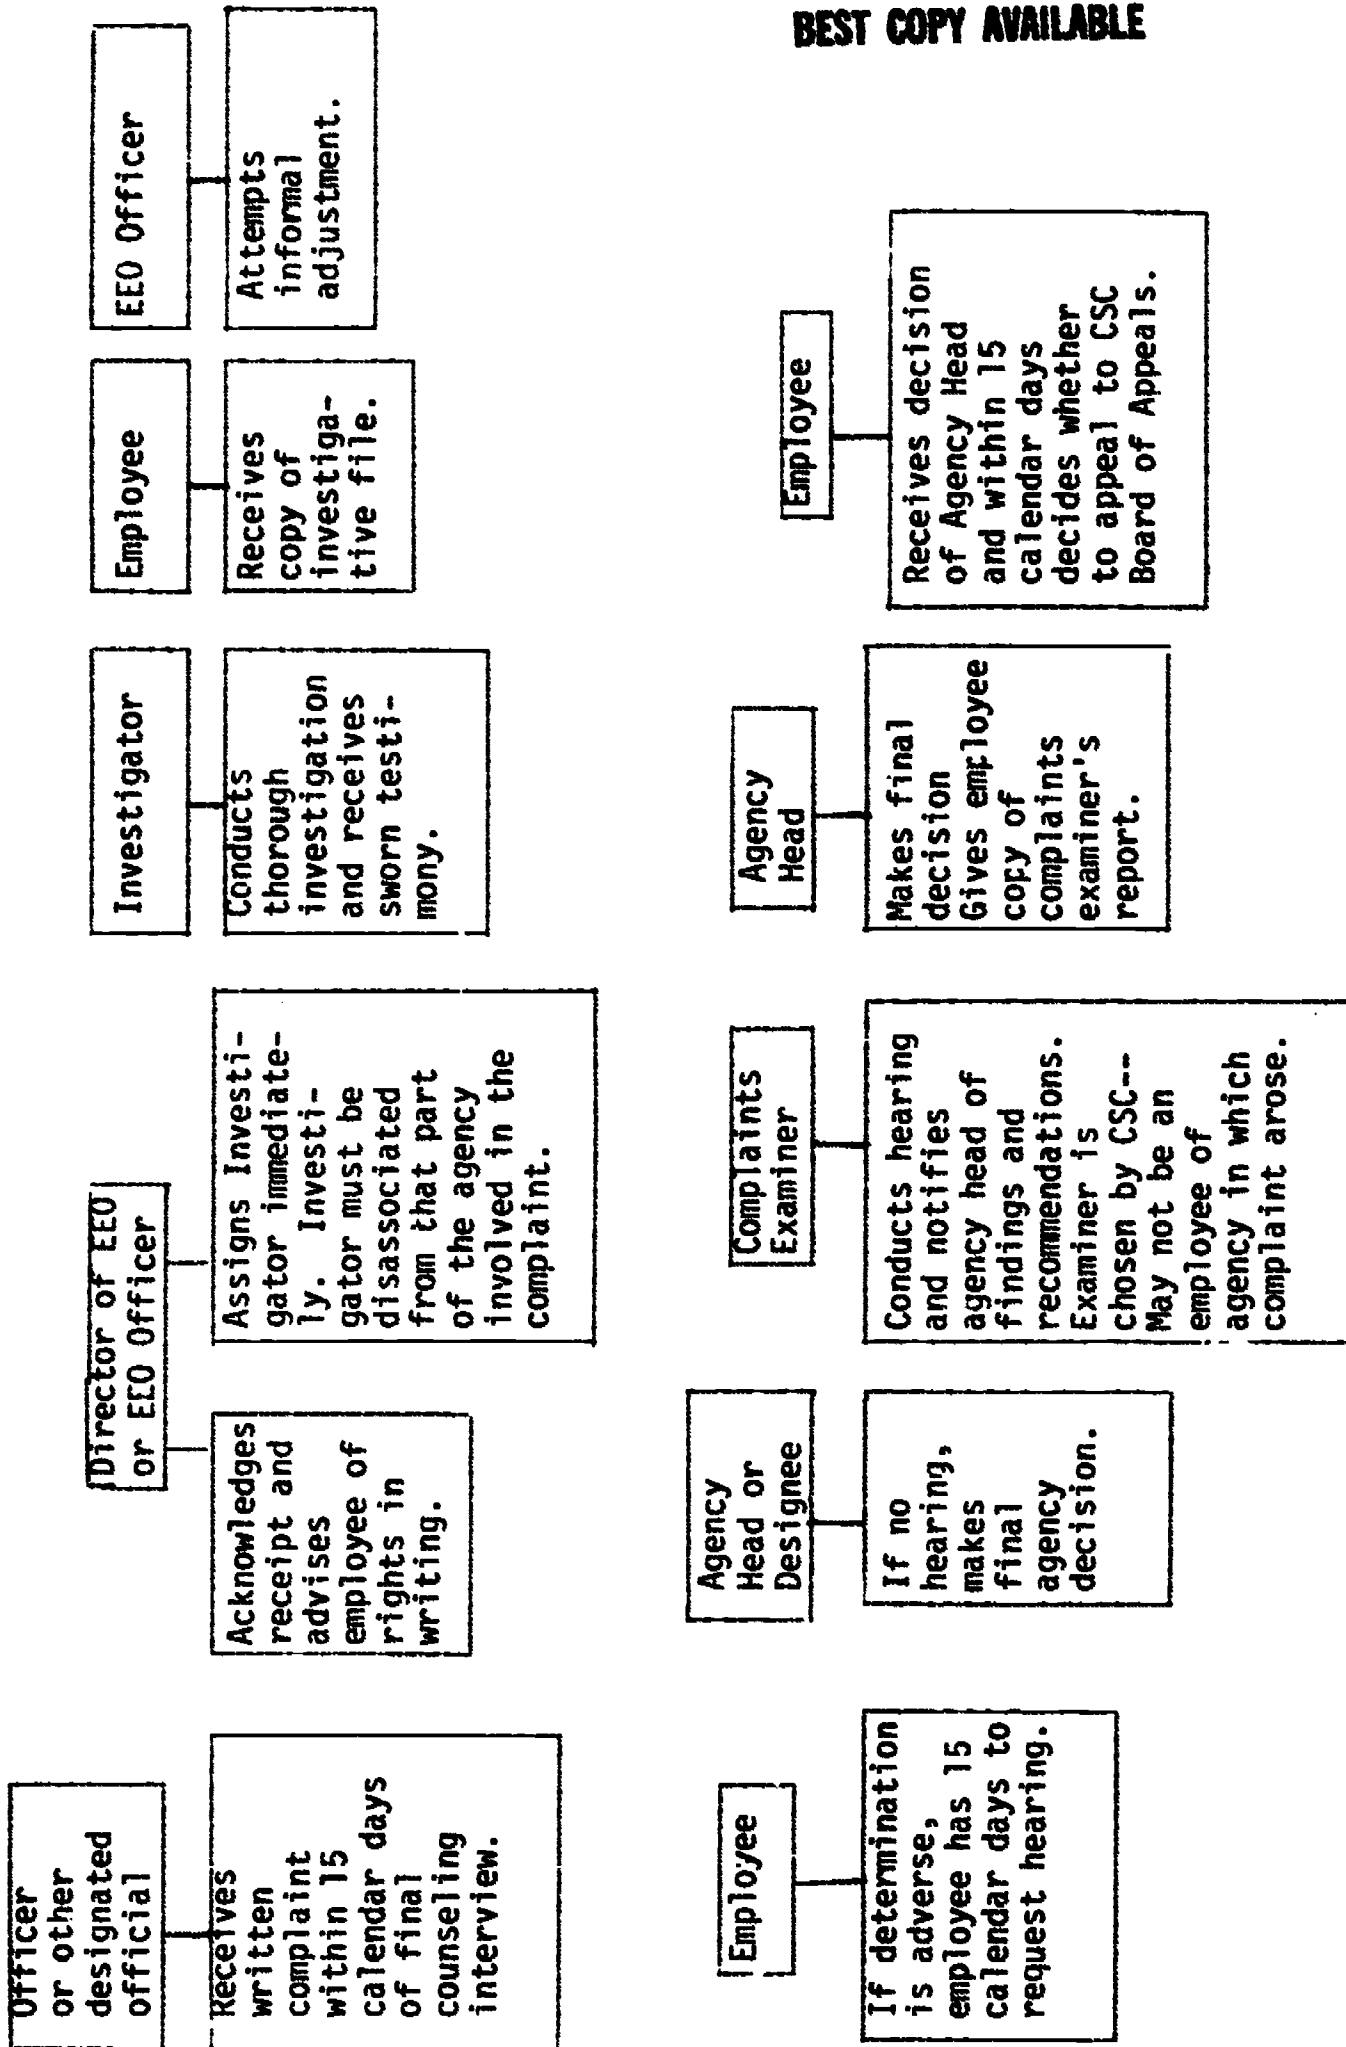 BEST COPY AVAILABLE
Officer
or other
designated
official
Receives
written
complaint
within 15
calendar days
of final
counseling
interview.
Director of EEO
or EEO Officer
Acknowledges
receipt and
advises
employee of
rights in
writing.
Assigns Investi-
gator immediate-
ly. Investi-
gator must be
disassociated
from that part
of the agency
involved in the
complaint.
Investigator
Conducts
thorough
investigation
and receives
sworn testi-
mony.
Employee
Receives
copy of
investiga-
tive file.
EEO Officer
Attempts
informal
adjustment.
Employee
If determination
is adverse,
employee has 15
calendar days to
request hearing.
Agency
Head or
Designee
If no
hearing,
makes
final
agency
decision.
Complaints
Examiner
Conducts hearing
and notifies
agency head of
findings and
recommendations.
Examiner is
chosen by CSC--
May not be an
employee of
agency in which
complaint arose.
Agency
Head
Makes final
decision
Gives employee
copy of
complaints
examiner's
report.
Employee
Receives decision
of Agency Head
and within 15
calendar days
decides whether
to appeal to CSC
Board of Appeals.